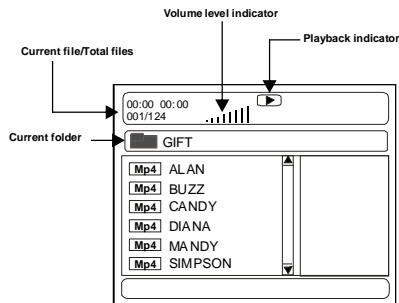 Volume level indicator
Playback indicator
Current file/Total files
00:00 00:00
001/124
Current folder
GIFT
Mp4 ALAN
Mp4 BUZZ
Mp4 CANDY
Mp4 DIANA
Mp4 MANDY
Mp4 SIMPSON